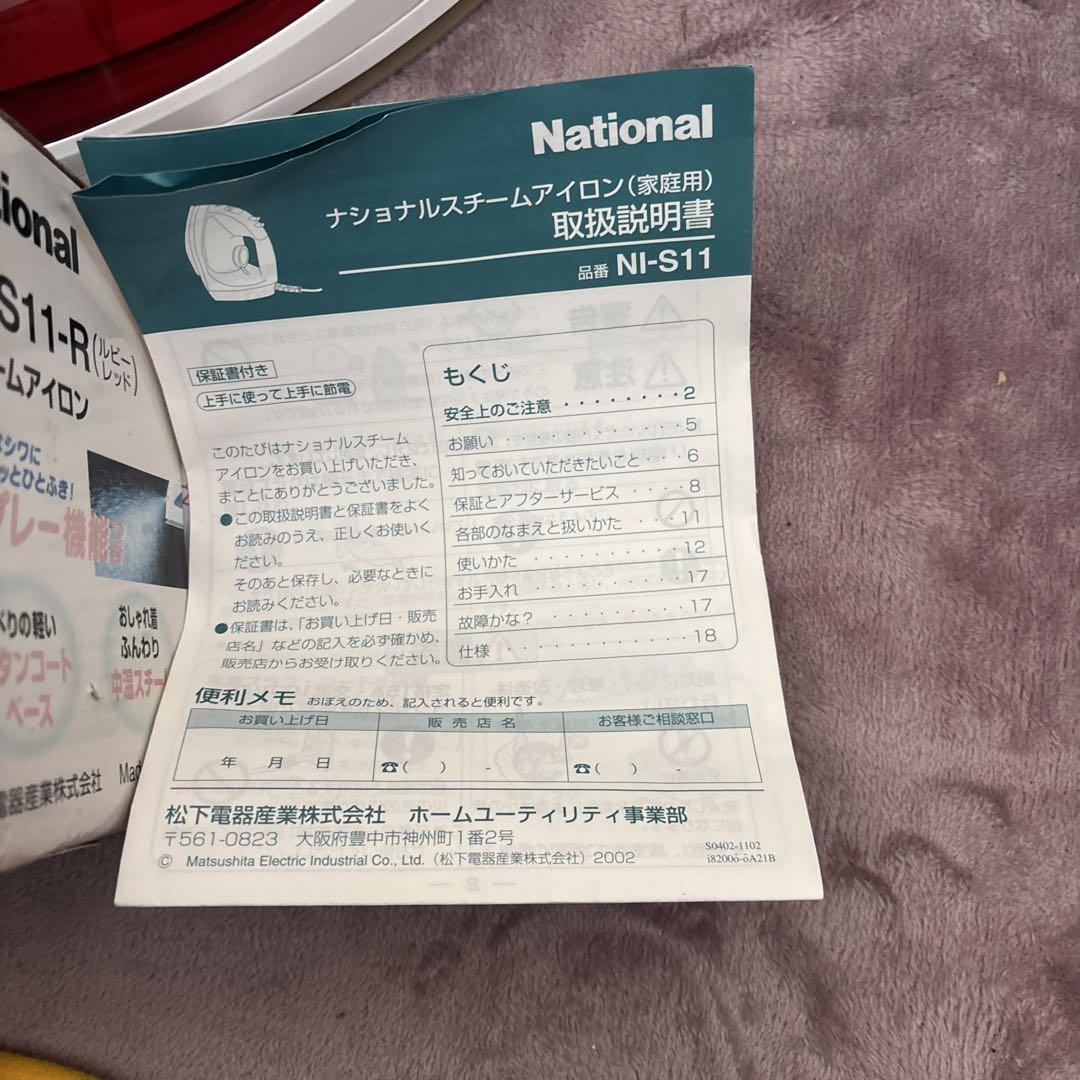 National
ナショナルスチームアイロン(家庭用)
取扱説明書
品番 NI-S11
保証書付き
上手に使って上手に節電
このたびはナショナルスチーム
アイロンをお買い上げいただき、
まことにありがとうございました。
●この取扱説明書と保証書をよく
お読みのうえ、正しくお使いく
ださい。
そのあと保存し、必要なときに
お読みください。
●保証書は、「お買い上げ日・販売
店名」などの記入を必ず確かめ、
販売店からお受け取りください。
もくじ
安全上のご注意 ・・・・・・・・・2
お願い ・・・・・・・・・・・・5
知っておいていただきたいこと・・・6
保証とアフターサービス ・・・・8
各部のなまえと扱いかた ・・・11
使いかた ・・・・・・・・・・12
お手入れ ・・・・・・・・・・17
故障かな? ・・・・・・・・・17
仕様 ・・・・・・・・・・・・18
便利メモ おぼえのため、記入されると便利です。
お買い上げ日 販売店名 お客様ご相談窓口
年 月 日 ☎( ) - ☎( ) -
松下電器産業株式会社 ホームユーティリティ事業部
〒561-0823 大阪府豊中市神州町1番2号
© Matsushita Electric Industrial Co., Ltd.(松下電器産業株式会社)2002
S0402-1102
tional
S11-R(ルビーレッド)
ームアイロン
シワに
ッとひとふき!
プレー機能つき
べりの軽い
タンコート
ベース
おしゃれ着
ふんわり
中温スチー
電器産業株式会社 Mad